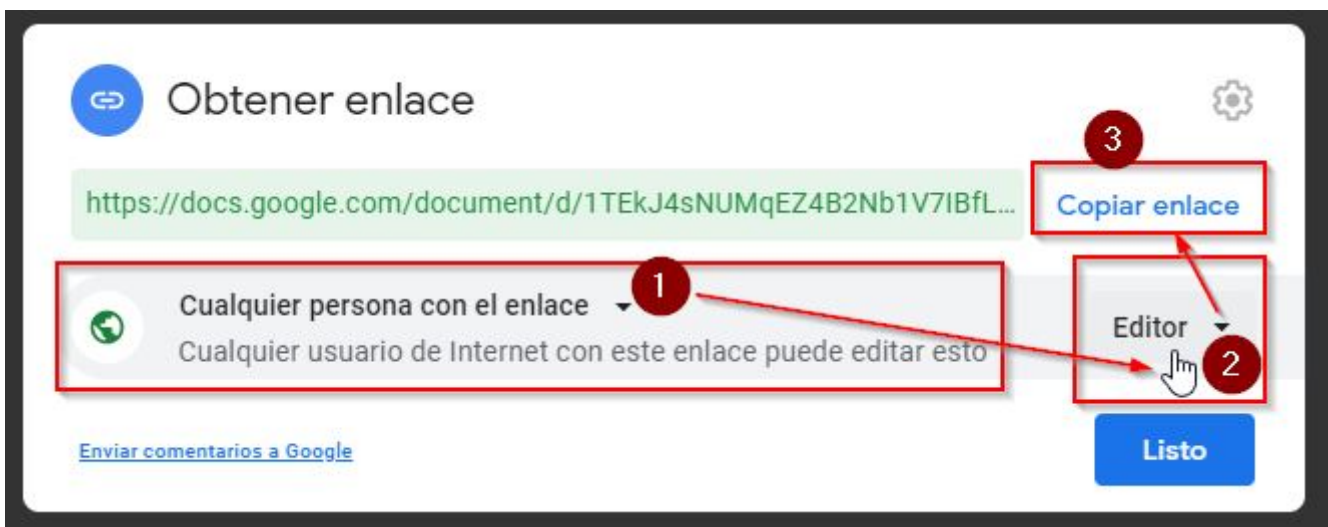 Obtener enlace
3
https://docs.google.com/document/d/1TEkJ4sNUMqEZ4B2Nb1V7IBfL...
Copiar enlace
1
Cualquier persona con el enlace
Cualquier usuario de Internet con este enlace puede editar esto
Editor
2
Enviar comentarios a Google
Listo